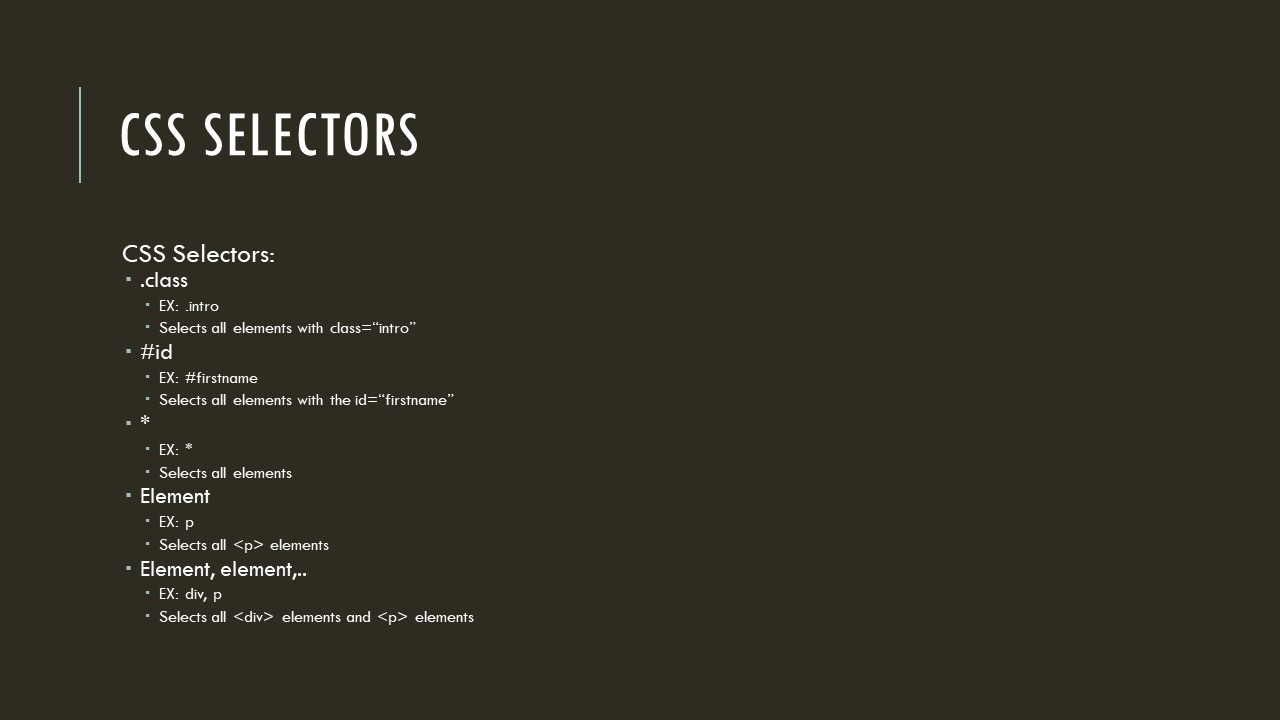 CSS SELECTORS
CSS Selectors:
▪ .class
▪ EX: .intro
▪ Selects all elements with class=“intro”
▪ #id
▪ EX: #firstname
▪ Selects all elements with the id=“firstname”
▪ *
▪ EX: *
▪ Selects all elements
▪ Element
▪ EX: p
▪ Selects all <p> elements
▪ Element, element,..
▪ EX: div, p
▪ Selects all <div> elements and <p> elements